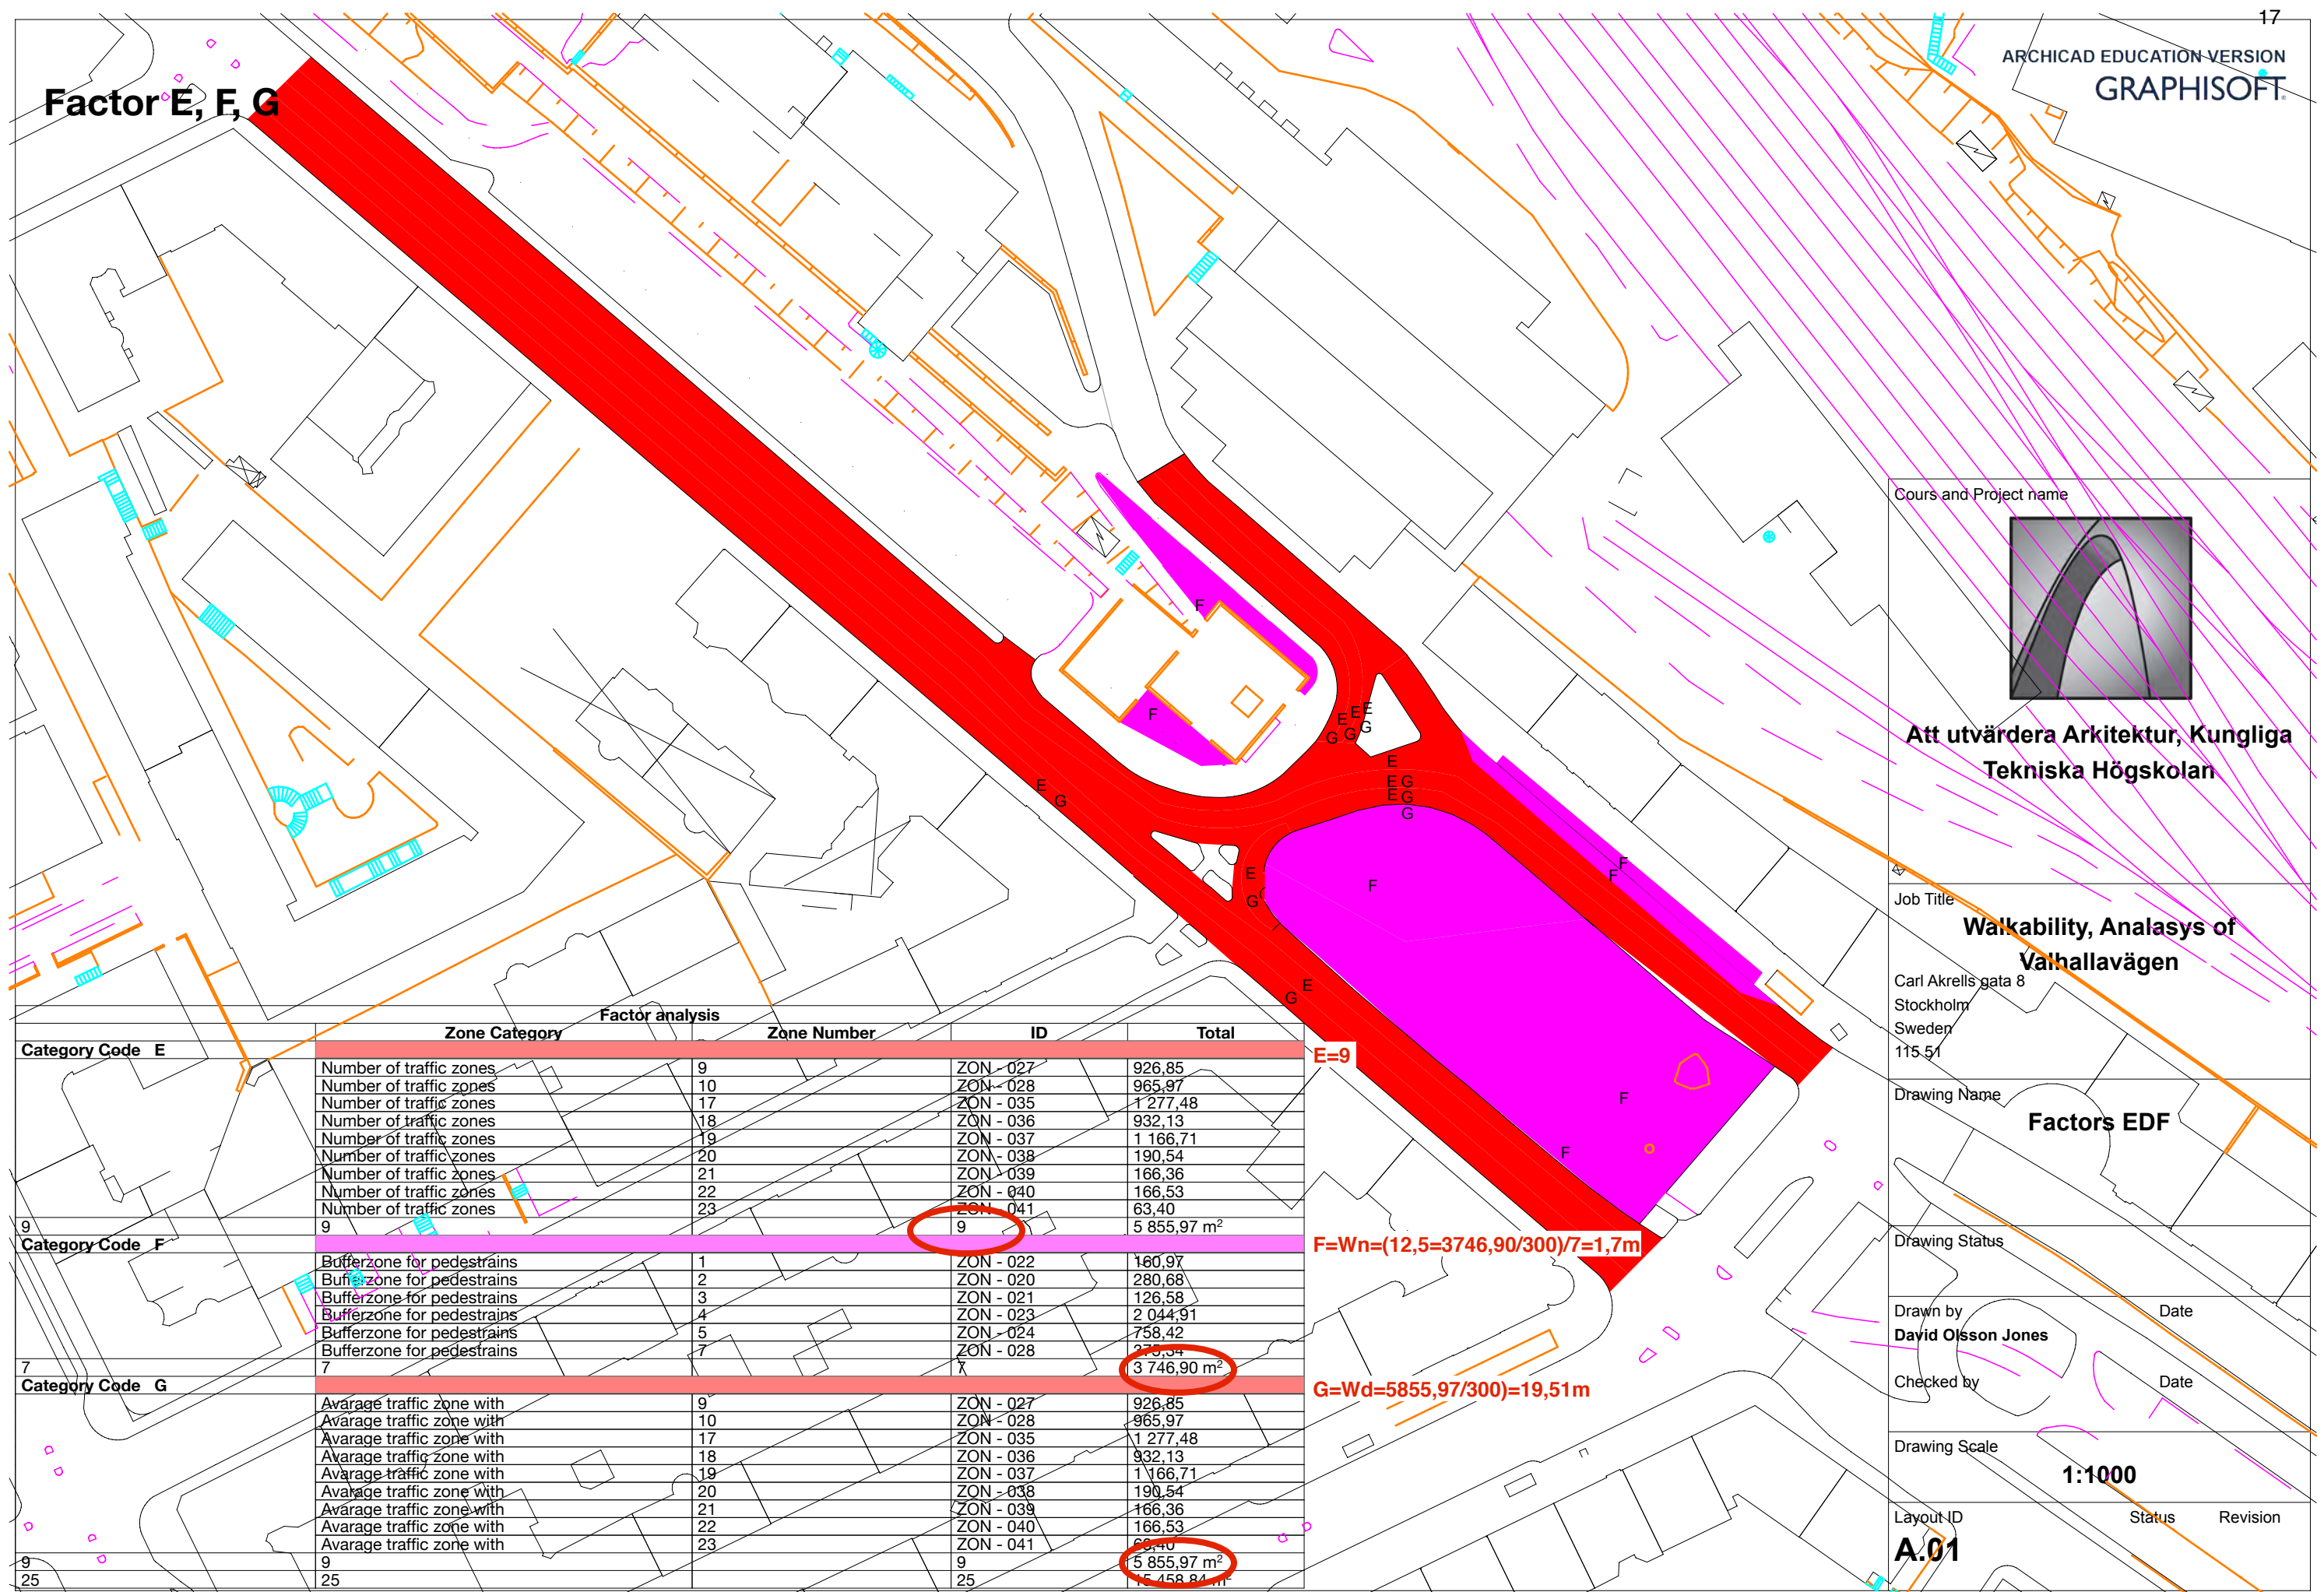 17
ARCHICAD EDUCATION VERSION
GRAPHISOFT.
Factor E, F, G
F
F
E E E
G G G
E
E G
E G
G
E
G
E
G
F
F
F
E
G
F
F
Cours and Project name
Att utvärdera Arkitektur, Kungliga
Tekniska Högskolan
Job Title
Walkability, Analasys of
Valhallavägen
Carl Akrells gata 8
Stockholm
Sweden
115 51
Drawing Name
Factors EDF
Drawing Status
Drawn by Date
David Olsson Jones
Checked by Date
Drawing Scale
1:1000
Layout ID Status Revision
A.01
Factor analysis
Zone Category Zone Number ID Total
Category Code E
E=9
Number of traffic zones 9 ZON - 027 926,85
Number of traffic zones 10 ZON - 028 965,97
Number of traffic zones 17 ZON - 035 1 277,48
Number of traffic zones 18 ZON - 036 932,13
Number of traffic zones 19 ZON - 037 1 166,71
Number of traffic zones 20 ZON - 038 190,54
Number of traffic zones 21 ZON - 039 166,36
Number of traffic zones 22 ZON - 040 166,53
Number of traffic zones 23 ZON - 041 63,40
9 9 9 5 855,97 m²
Category Code F
F=Wn=(12,5=3746,90/300)/7=1,7m
Bufferzone for pedestrains 1 ZON - 022 160,97
Bufferzone for pedestrains 2 ZON - 020 280,68
Bufferzone for pedestrains 3 ZON - 021 126,58
Bufferzone for pedestrains 4 ZON - 023 2 044,91
Bufferzone for pedestrains 5 ZON - 024 758,42
Bufferzone for pedestrains 7 ZON - 028 375,34
7 7 7 3 746,90 m²
Category Code G
G=Wd=5855,97/300)=19,51m
Avarage traffic zone with 9 ZON - 027 926,85
Avarage traffic zone with 10 ZON - 028 965,97
Avarage traffic zone with 17 ZON - 035 1 277,48
Avarage traffic zone with 18 ZON - 036 932,13
Avarage traffic zone with 19 ZON - 037 1 166,71
Avarage traffic zone with 20 ZON - 038 190,54
Avarage traffic zone with 21 ZON - 039 166,36
Avarage traffic zone with 22 ZON - 040 166,53
Avarage traffic zone with 23 ZON - 041 63,40
9 9 9 5 855,97 m²
25 25 25 15 458,84 m²